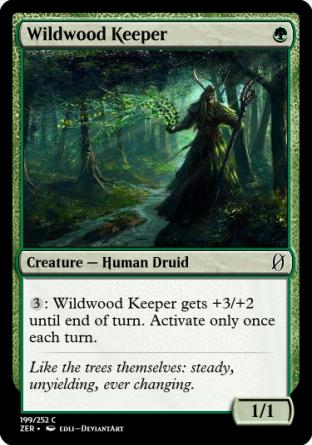 Wildwood Keeper
Creature — Human Druid
3: Wildwood Keeper gets +3/+2
until end of turn. Activate only once
each turn.
Like the trees themselves: steady,
unyielding, ever changing.
199/252 C
ZER • EDLI—DeviantArt
1/1